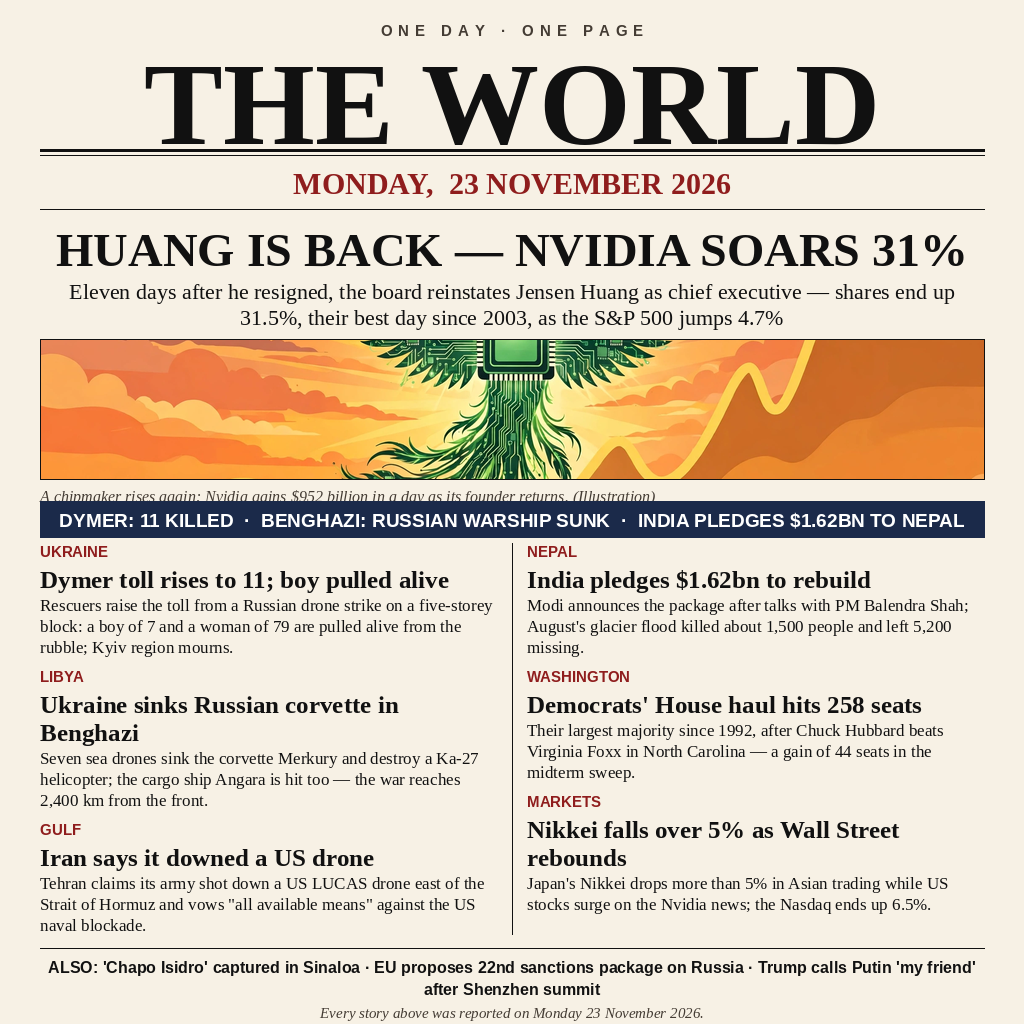 ONE DAY · ONE PAGE
THE WORLD
MONDAY, 23 NOVEMBER 2026
HUANG IS BACK — NVIDIA SOARS 31%
Eleven days after he resigned, the board reinstates Jensen Huang as chief executive — shares end up
31.5%, their best day since 2003, as the S&P 500 jumps 4.7%
A chipmaker rises again: Nvidia gains $952 billion in a day as its founder returns. (Illustration)
DYMER: 11 KILLED · BENGHAZI: RUSSIAN WARSHIP SUNK · INDIA PLEDGES $1.62BN TO NEPAL
UKRAINE
Dymer toll rises to 11; boy pulled alive
Rescuers raise the toll from a Russian drone strike on a five-storey
block: a boy of 7 and a woman of 79 are pulled alive from the
rubble; Kyiv region mourns.
LIBYA
Ukraine sinks Russian corvette in
Benghazi
Seven sea drones sink the corvette Merkury and destroy a Ka-27
helicopter; the cargo ship Angara is hit too — the war reaches
2,400 km from the front.
GULF
Iran says it downed a US drone
Tehran claims its army shot down a US LUCAS drone east of the
Strait of Hormuz and vows "all available means" against the US
naval blockade.
NEPAL
India pledges $1.62bn to rebuild
Modi announces the package after talks with PM Balendra Shah;
August's glacier flood killed about 1,500 people and left 5,200
missing.
WASHINGTON
Democrats' House haul hits 258 seats
Their largest majority since 1992, after Chuck Hubbard beats
Virginia Foxx in North Carolina — a gain of 44 seats in the
midterm sweep.
MARKETS
Nikkei falls over 5% as Wall Street
rebounds
Japan's Nikkei drops more than 5% in Asian trading while US
stocks surge on the Nvidia news; the Nasdaq ends up 6.5%.
ALSO: 'Chapo Isidro' captured in Sinaloa · EU proposes 22nd sanctions package on Russia · Trump calls Putin 'my friend'
after Shenzhen summit
Every story above was reported on Monday 23 November 2026.